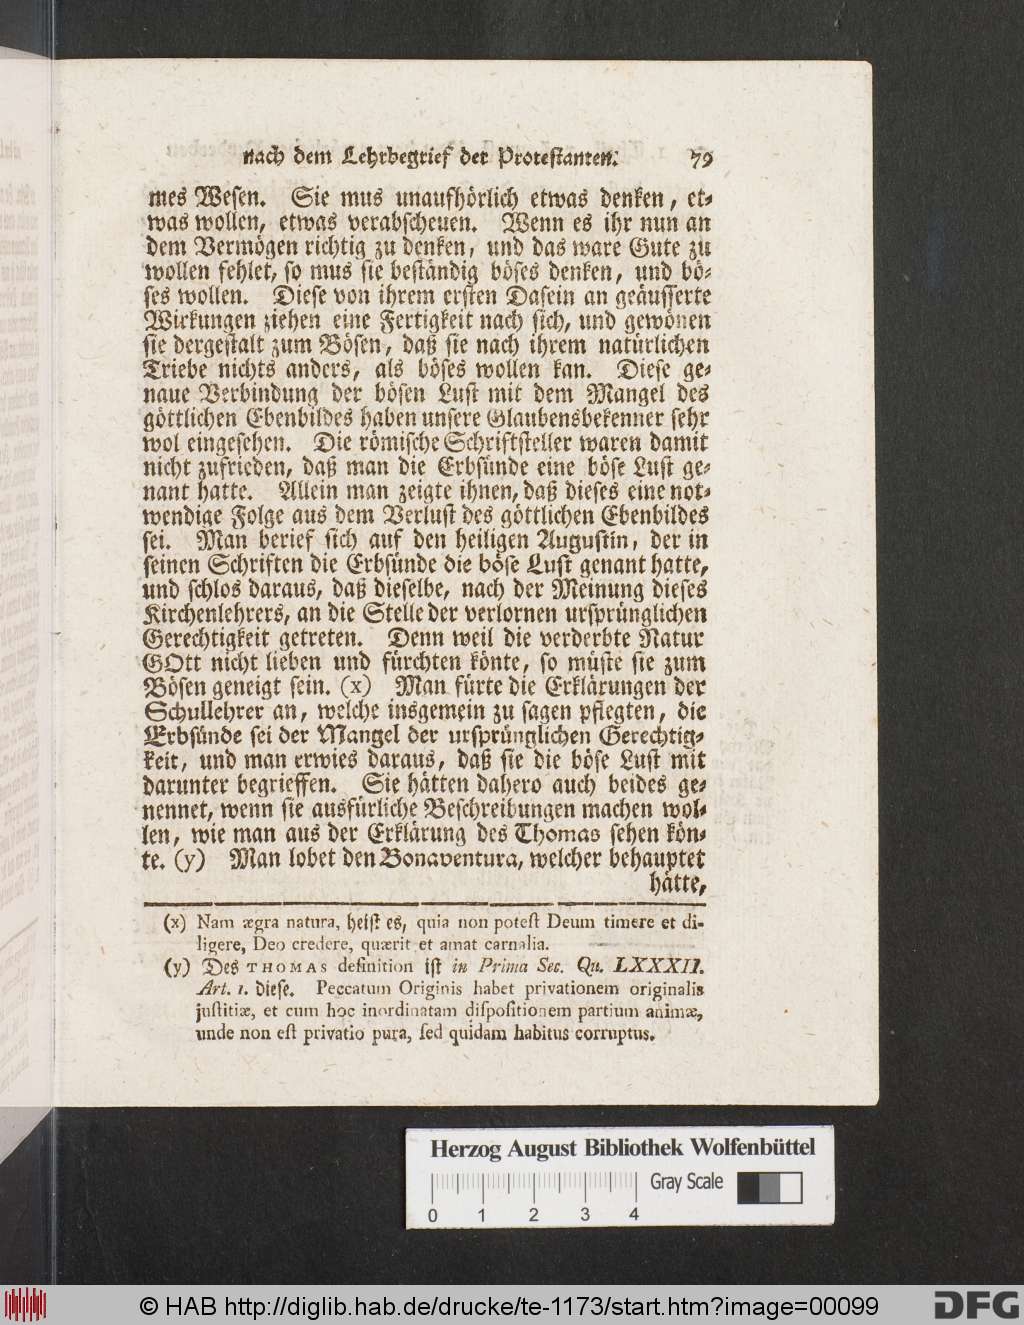 nach dem Lehrbegrief der Protestanten. 79
mes Wesen. Sie mus unaufhörlich etwas denken, et-
was wollen, etwas verabscheuen. Wenn es ihr nun an
dem Vermögen richtig zu denken, und das ware Gute zu
wollen fehlet, so mus sie beständig böses denken, und bö-
ses wollen. Diese von ihrem ersten Dasein an geäusserte
Wirkungen ziehen eine Fertigkeit nach sich, und gewönen
sie dergestalt zum Bösen, daß sie nach ihrem natürlichen
Triebe nichts anders, als böses wollen kan. Diese ge-
naue Verbindung der bösen Lust mit dem Mangel des
göttlichen Ebenbildes haben unsere Glaubensbekenner sehr
wol eingesehen. Die römische Schriftsteller waren damit
nicht zufrieden, daß man die Erbsünde eine böse Lust ge-
nant hatte. Allein man zeigte ihnen, daß dieses eine not-
wendige Folge aus dem Verlust des göttlichen Ebenbildes
sei. Man berief sich auf den heiligen Augustin, der in
seinen Schriften die Erbsünde die böse Lust genant hatte,
und schlos daraus, daß dieselbe, nach der Meinung dieses
Kirchenlehrers, an die Stelle der verlornen ursprünglichen
Gerechtigkeit getreten. Denn weil die verderbte Natur
GOtt nicht lieben und fürchten könte, so müste sie zum
Bösen geneigt sein. (x) Man fürte die Erklärungen der
Schullehrer an, welche insgemein zu sagen pflegten, die
Erbsünde sei der Mangel der ursprünglichen Gerechtig-
keit, und man erwies daraus, daß sie die böse Lust mit
darunter begrieffen. Sie hätten dahero auch beides ge-
nennet, wenn sie ausfürliche Beschreibungen machen wol-
len, wie man aus der Erklärung des Thomas sehen kön-
te. (y) Man lobet den Bonaventura, welcher behauptet
hätte,
(x) Nam ægra natura, heist es, quia non potest Deum timere et di-
ligere, Deo credere, quærit et amat carnalia.
(y) Des THOMAS definition ist in Prima Sec. Qu. LXXXII.
Art. 1. diese. Peccatum Originis habet privationem originalis
justitiæ, et cum hoc inordinatam dispositionem partium animæ,
unde non est privatio pura, sed quidam habitus corruptus.
Herzog August Bibliothek Wolfenbüttel
Gray Scale
0 1 2 3 4
© HAB http://diglib.hab.de/drucke/te-1173/start.htm?image=00099
DFG